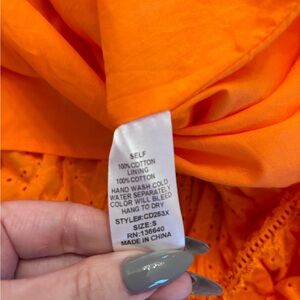 SELF
100% COTTON
LINING
100% COTTON
HAND WASH COLD
WATER SEPARATELY
COLOR WILL BLEED
HANG TO DRY
STYLE#:CD253X
SIZE:S
RN:136640
MADE IN CHINA